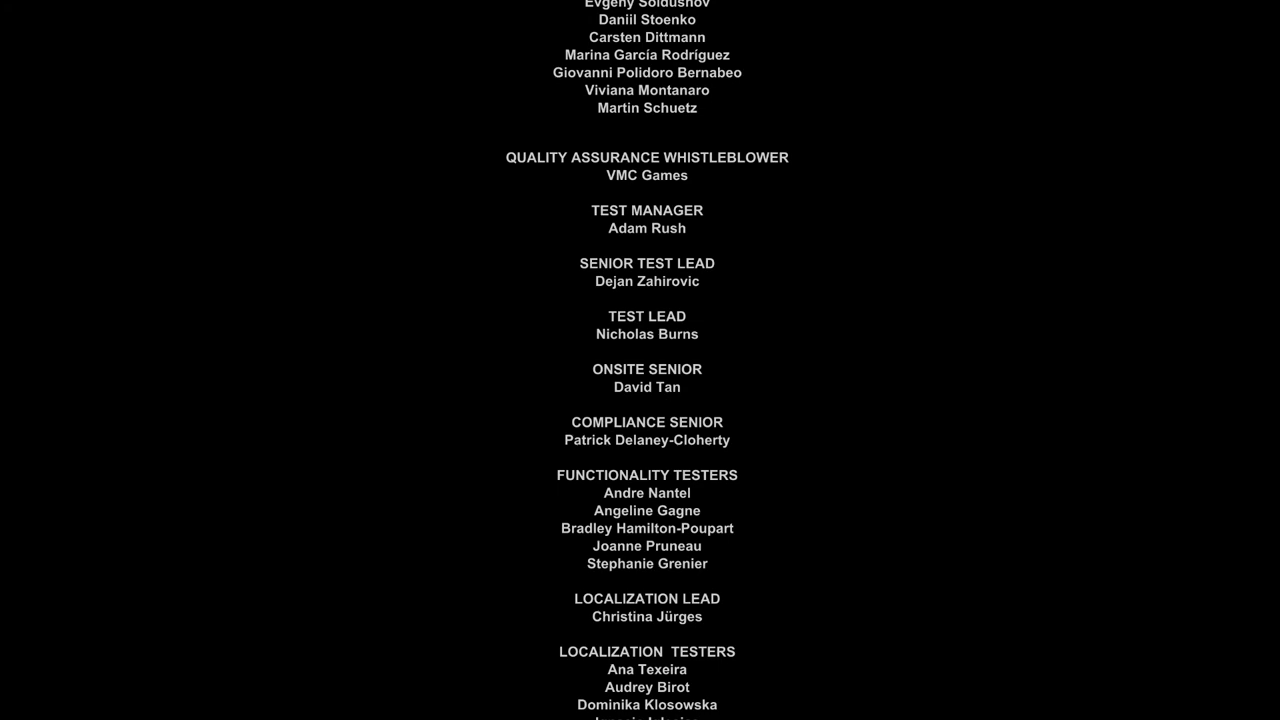 Evgeny Soldusnov
Daniil Stoenko
Carsten Dittmann
Marina García Rodríguez
Giovanni Polidoro Bernabeo
Viviana Montanaro
Martin Schuetz
QUALITY ASSURANCE WHISTLEBLOWER
VMC Games
TEST MANAGER
Adam Rush
SENIOR TEST LEAD
Dejan Zahirovic
TEST LEAD
Nicholas Burns
ONSITE SENIOR
David Tan
COMPLIANCE SENIOR
Patrick Delaney-Cloherty
FUNCTIONALITY TESTERS
Andre Nantel
Angeline Gagne
Bradley Hamilton-Poupart
Joanne Pruneau
Stephanie Grenier
LOCALIZATION LEAD
Christina Jürges
LOCALIZATION  TESTERS
Ana Texeira
Audrey Birot
Dominika Klosowska